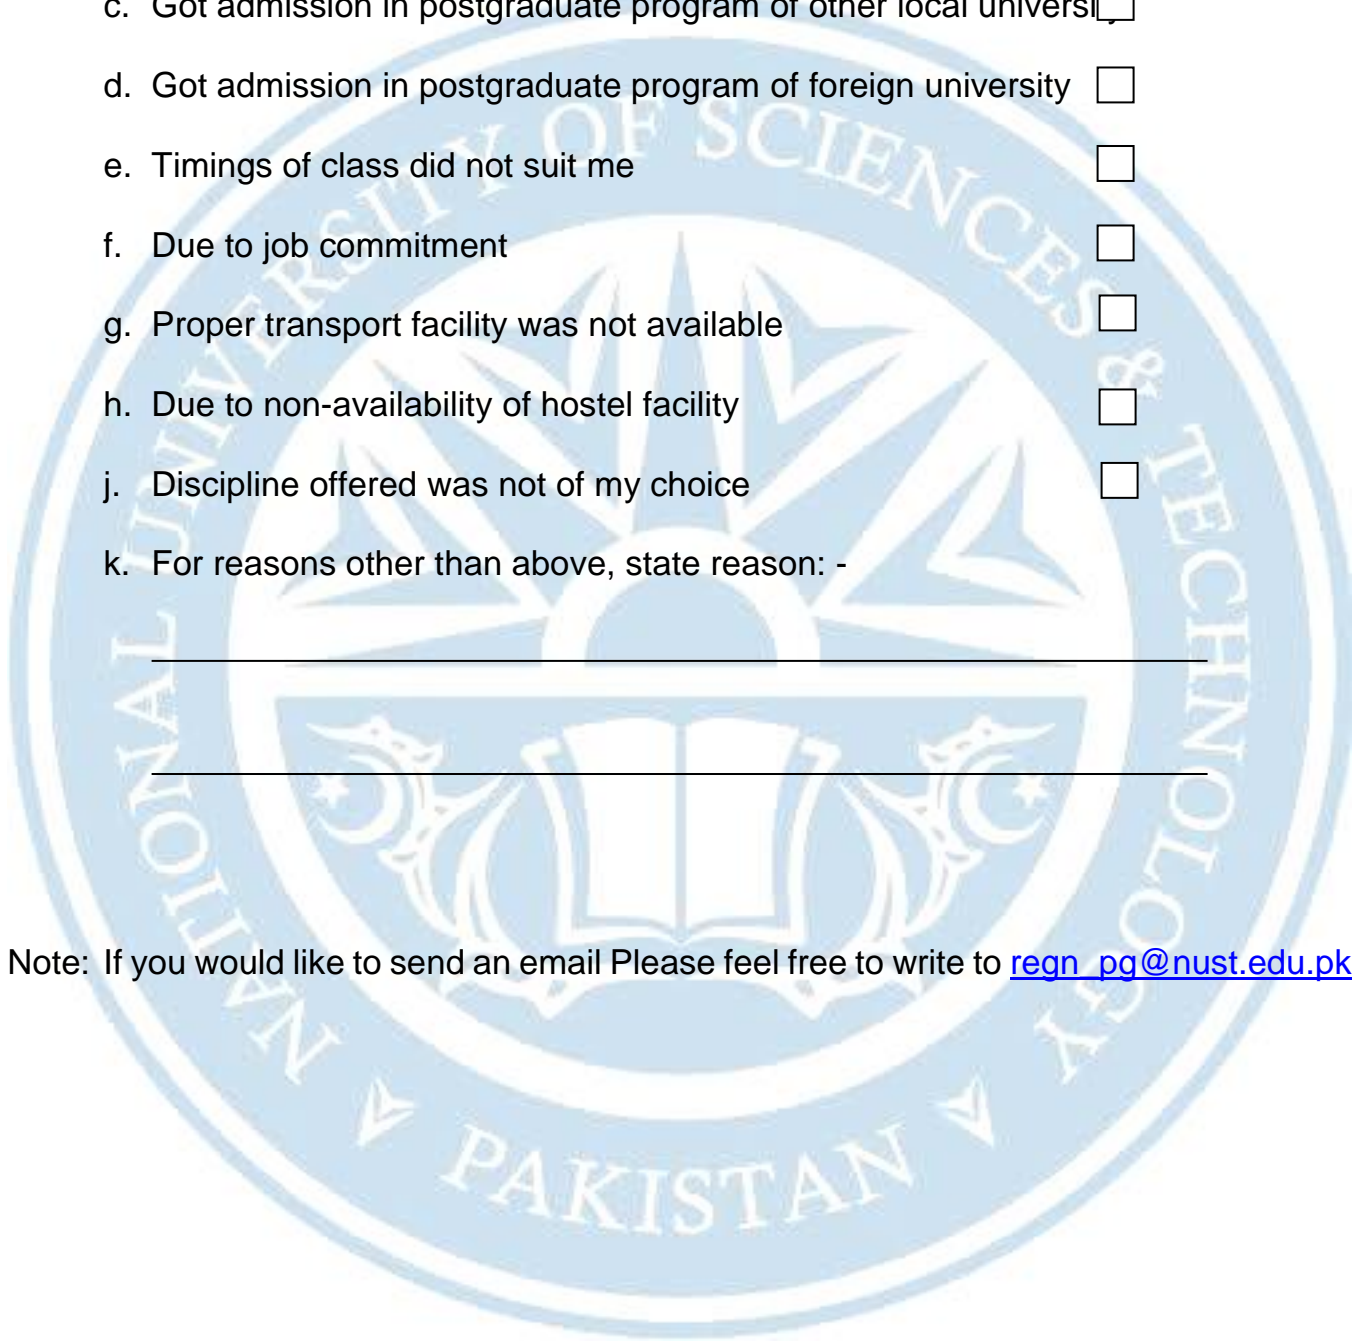 c. Got admission in postgraduate program of other local university
d. Got admission in postgraduate program of foreign university
e. Timings of class did not suit me
f. Due to job commitment
g. Proper transport facility was not available
h. Due to non-availability of hostel facility
j. Discipline offered was not of my choice
k. For reasons other than above, state reason: -
Note: If you would like to send an email Please feel free to write to regn_pg@nust.edu.pk
NATIONAL UNIVERSITY OF SCIENCES & TECHNOLOGY
PAKISTAN